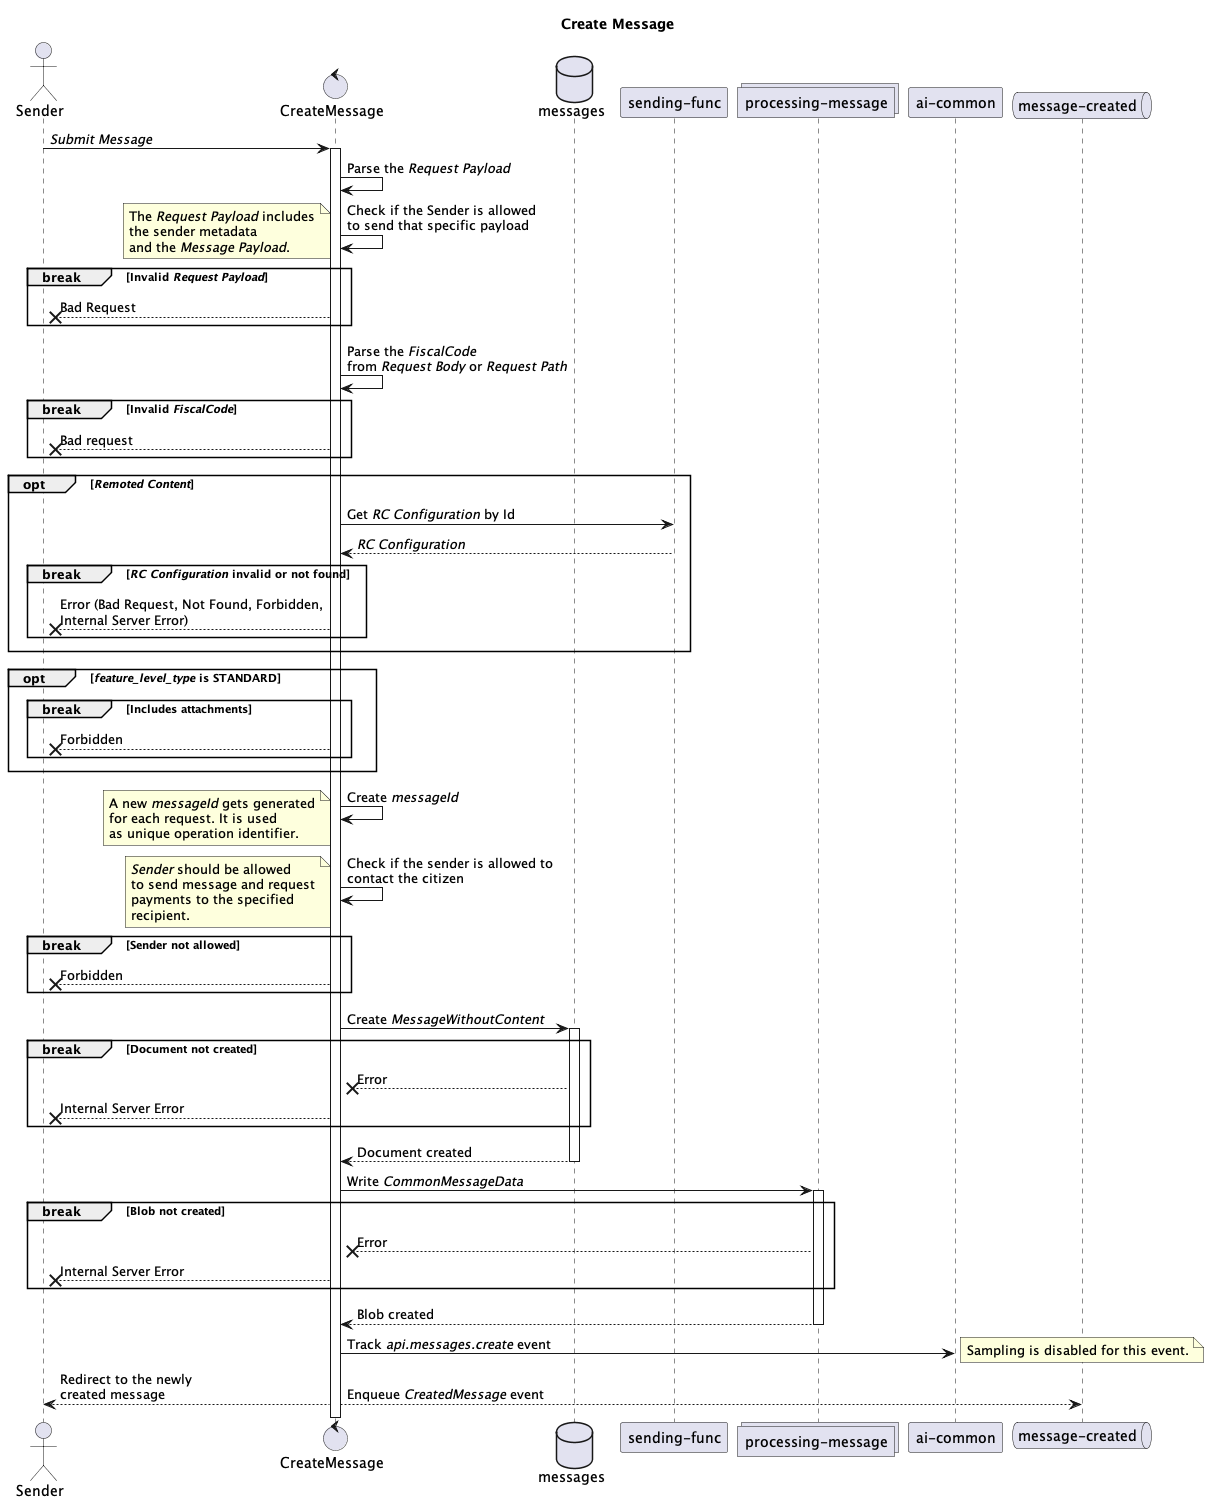 Create Message
Sender
CreateMessage
messages
sending-func
processing-message
ai-common
message-created
Submit Message
Parse the Request Payload
The Request Payload includes
the sender metadata
and the Message Payload.
Check if the Sender is allowed
to send that specific payload
break
[Invalid Request Payload]
Bad Request
Parse the FiscalCode
from Request Body or Request Path
break
[Invalid FiscalCode]
Bad request
opt
[Remoted Content]
Get RC Configuration by Id
RC Configuration
break
[RC Configuration invalid or not found]
Error (Bad Request, Not Found, Forbidden,
Internal Server Error)
opt
[feature_level_type is STANDARD]
break
[Includes attachments]
Forbidden
A new messageId gets generated
for each request. It is used
as unique operation identifier.
Create messageId
Sender should be allowed
to send message and request
payments to the specified
recipient.
Check if the sender is allowed to
contact the citizen
break
[Sender not allowed]
Forbidden
Create MessageWithoutContent
break
[Document not created]
Error
Internal Server Error
Document created
Write CommonMessageData
break
[Blob not created]
Error
Internal Server Error
Blob created
Track api.messages.create event
Sampling is disabled for this event.
Redirect to the newly
created message
Enqueue CreatedMessage event
Sender
CreateMessage
messages
sending-func
processing-message
ai-common
message-created